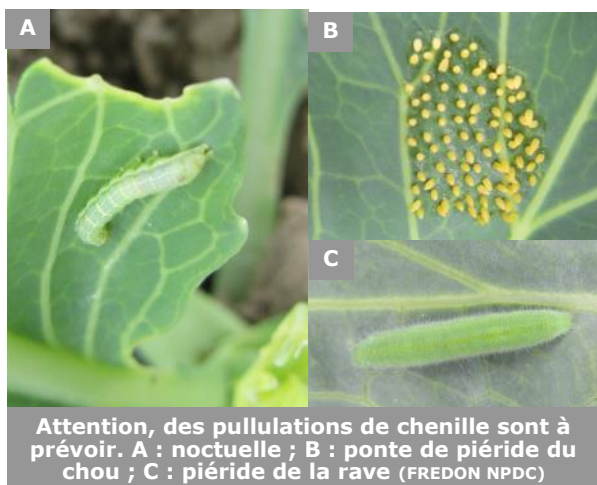 A
B
C
Attention, des pullulations de chenille sont à
prévoir. A : noctuelle ; B : ponte de piéride du
chou ; C : piéride de la rave (FREDON NPDC)